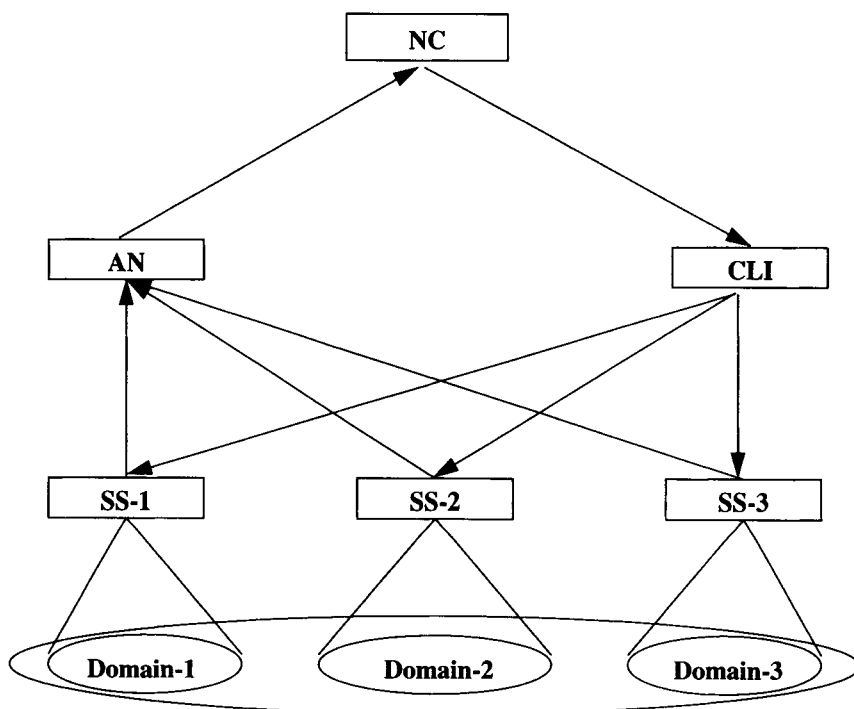 NC
AN
CLI
SS-1
SS-2
SS-3
Domain-1
Domain-2
Domain-3